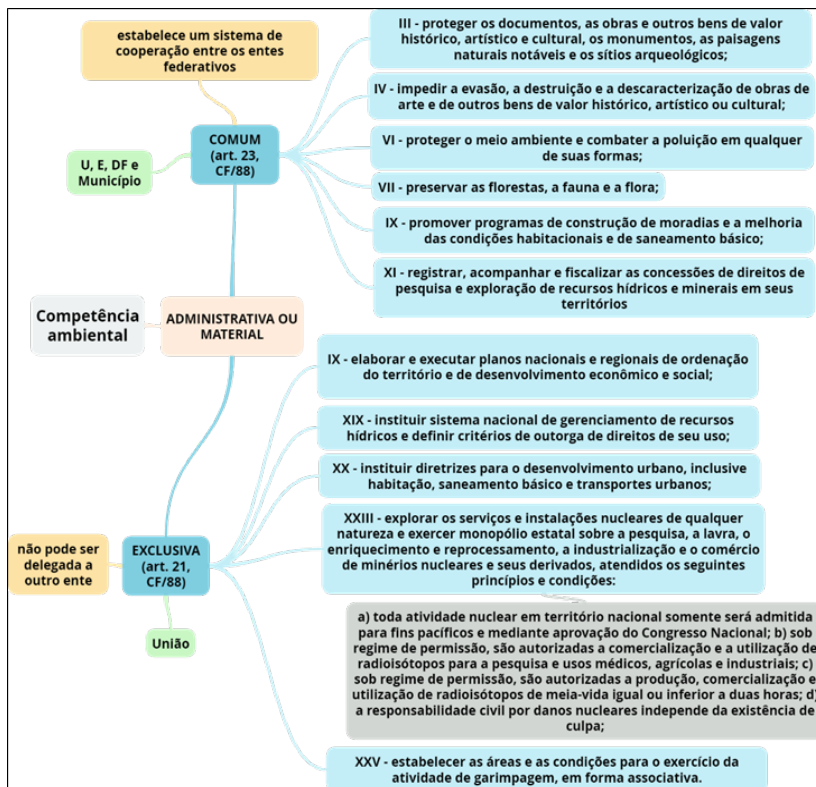 estabelece um sistema de
cooperação entre os entes
federativos
COMUM
(art. 23,
CF/88)
U, E, DF e
Município
III - proteger os documentos, as obras e outros bens de valor
histórico, artístico e cultural, os monumentos, as paisagens
naturais notáveis e os sítios arqueológicos;
IV - impedir a evasão, a destruição e a descaracterização de obras de
arte e de outros bens de valor histórico, artístico ou cultural;
VI - proteger o meio ambiente e combater a poluição em qualquer
de suas formas;
VII - preservar as florestas, a fauna e a flora;
IX - promover programas de construção de moradias e a melhoria
das condições habitacionais e de saneamento básico;
XI - registrar, acompanhar e fiscalizar as concessões de direitos de
pesquisa e exploração de recursos hídricos e minerais em seus
territórios
Competência
ambiental
ADMINISTRATIVA OU
MATERIAL
IX - elaborar e executar planos nacionais e regionais de ordenação
do território e de desenvolvimento econômico e social;
XIX - instituir sistema nacional de gerenciamento de recursos
hídricos e definir critérios de outorga de direitos de seu uso;
XX - instituir diretrizes para o desenvolvimento urbano, inclusive
habitação, saneamento básico e transportes urbanos;
não pode ser
delegada a
outro ente
EXCLUSIVA
(art. 21,
CF/88)
União
XXIII - explorar os serviços e instalações nucleares de qualquer
natureza e exercer monopólio estatal sobre a pesquisa, a lavra, o
enriquecimento e reprocessamento, a industrialização e o comércio
de minérios nucleares e seus derivados, atendidos os seguintes
princípios e condições:
a) toda atividade nuclear em território nacional somente será admitida
para fins pacíficos e mediante aprovação do Congresso Nacional; b) sob
regime de permissão, são autorizadas a comercialização e a utilização de
radioisótopos para a pesquisa e usos médicos, agrícolas e industriais; c)
sob regime de permissão, são autorizadas a produção, comercialização e
utilização de radioisótopos de meia-vida igual ou inferior a duas horas; d)
a responsabilidade civil por danos nucleares independe da existência de
culpa;
XXV - estabelecer as áreas e as condições para o exercício da
atividade de garimpagem, em forma associativa.